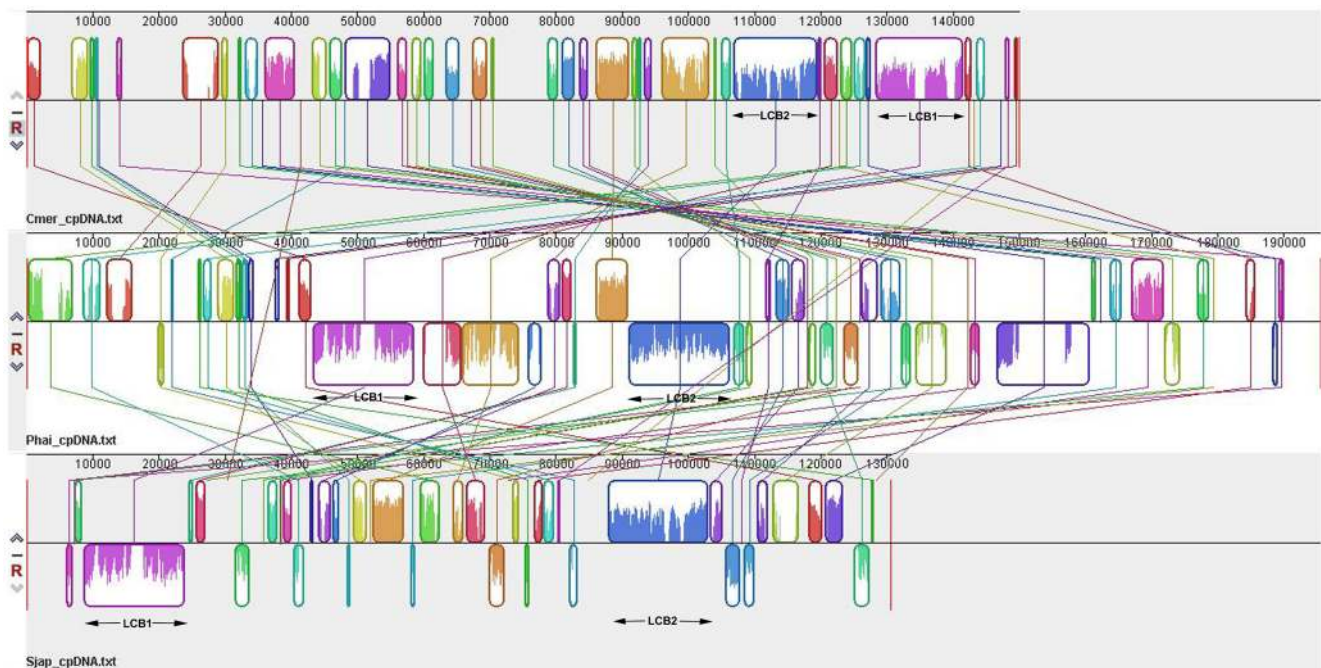 10000 20000 30000 40000 50000 60000 70000 80000 90000 100000 110000 120000 130000 140000
LCB2 LCB1
R
Cmer_cpDNA.txt
10000 20000 30000 40000 50000 60000 70000 80000 90000 100000 110000 120000 130000 140000 150000 160000 170000 180000 190000
R
LCB1 LCB2
Phai_cpDNA.txt
10000 20000 30000 40000 50000 60000 70000 80000 90000 100000 110000 120000 130000
R
LCB1 LCB2
Sjap_cpDNA.txt